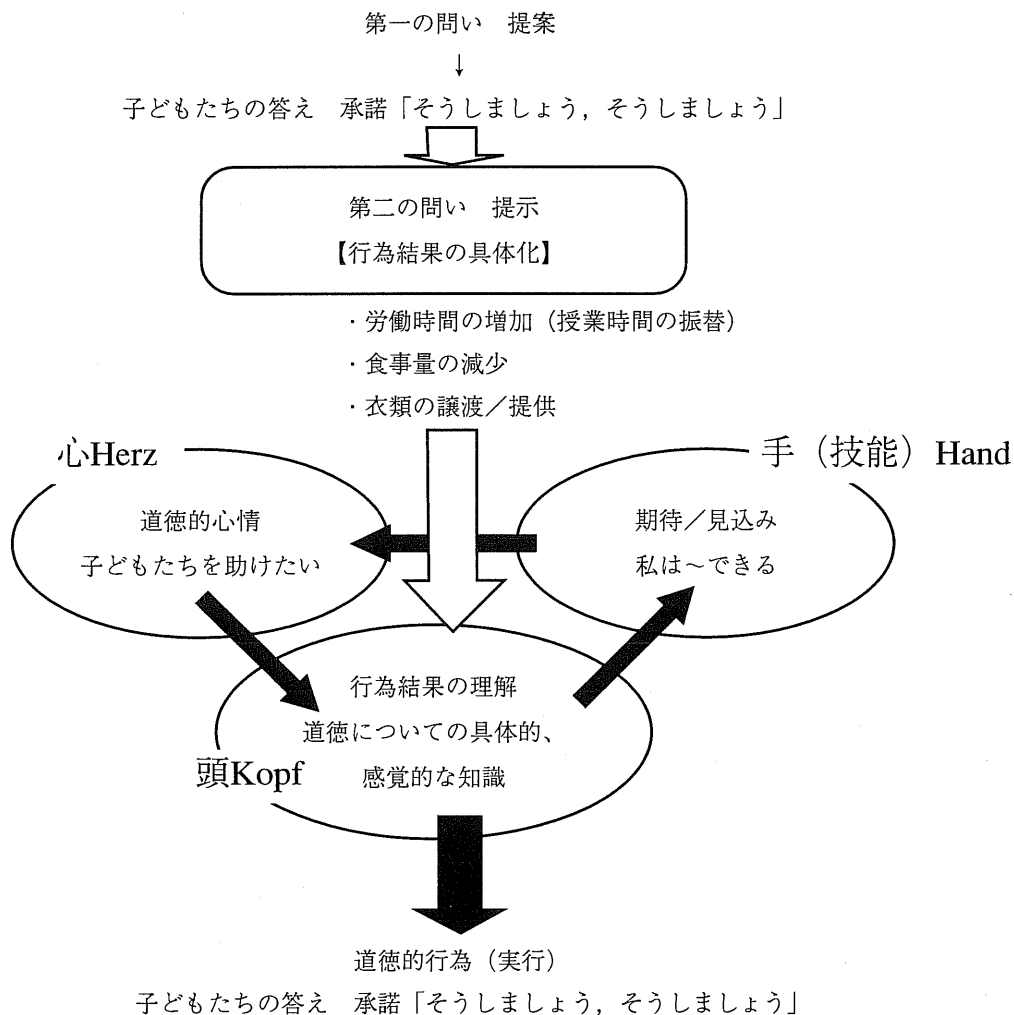 第一の問い　提案
↓
子どもたちの答え　承諾「そうしましょう，そうしましょう」
第二の問い　提示
【行為結果の具体化】
・労働時間の増加（授業時間の振替）
・食事量の減少
・衣類の譲渡／提供
心Herz
手（技能）Hand
道徳的心情
子どもたちを助けたい
期待／見込み
私は～できる
行為結果の理解
道徳についての具体的、
感覚的な知識
頭Kopf
道徳的行為（実行）
子どもたちの答え　承諾「そうしましょう，そうしましょう」